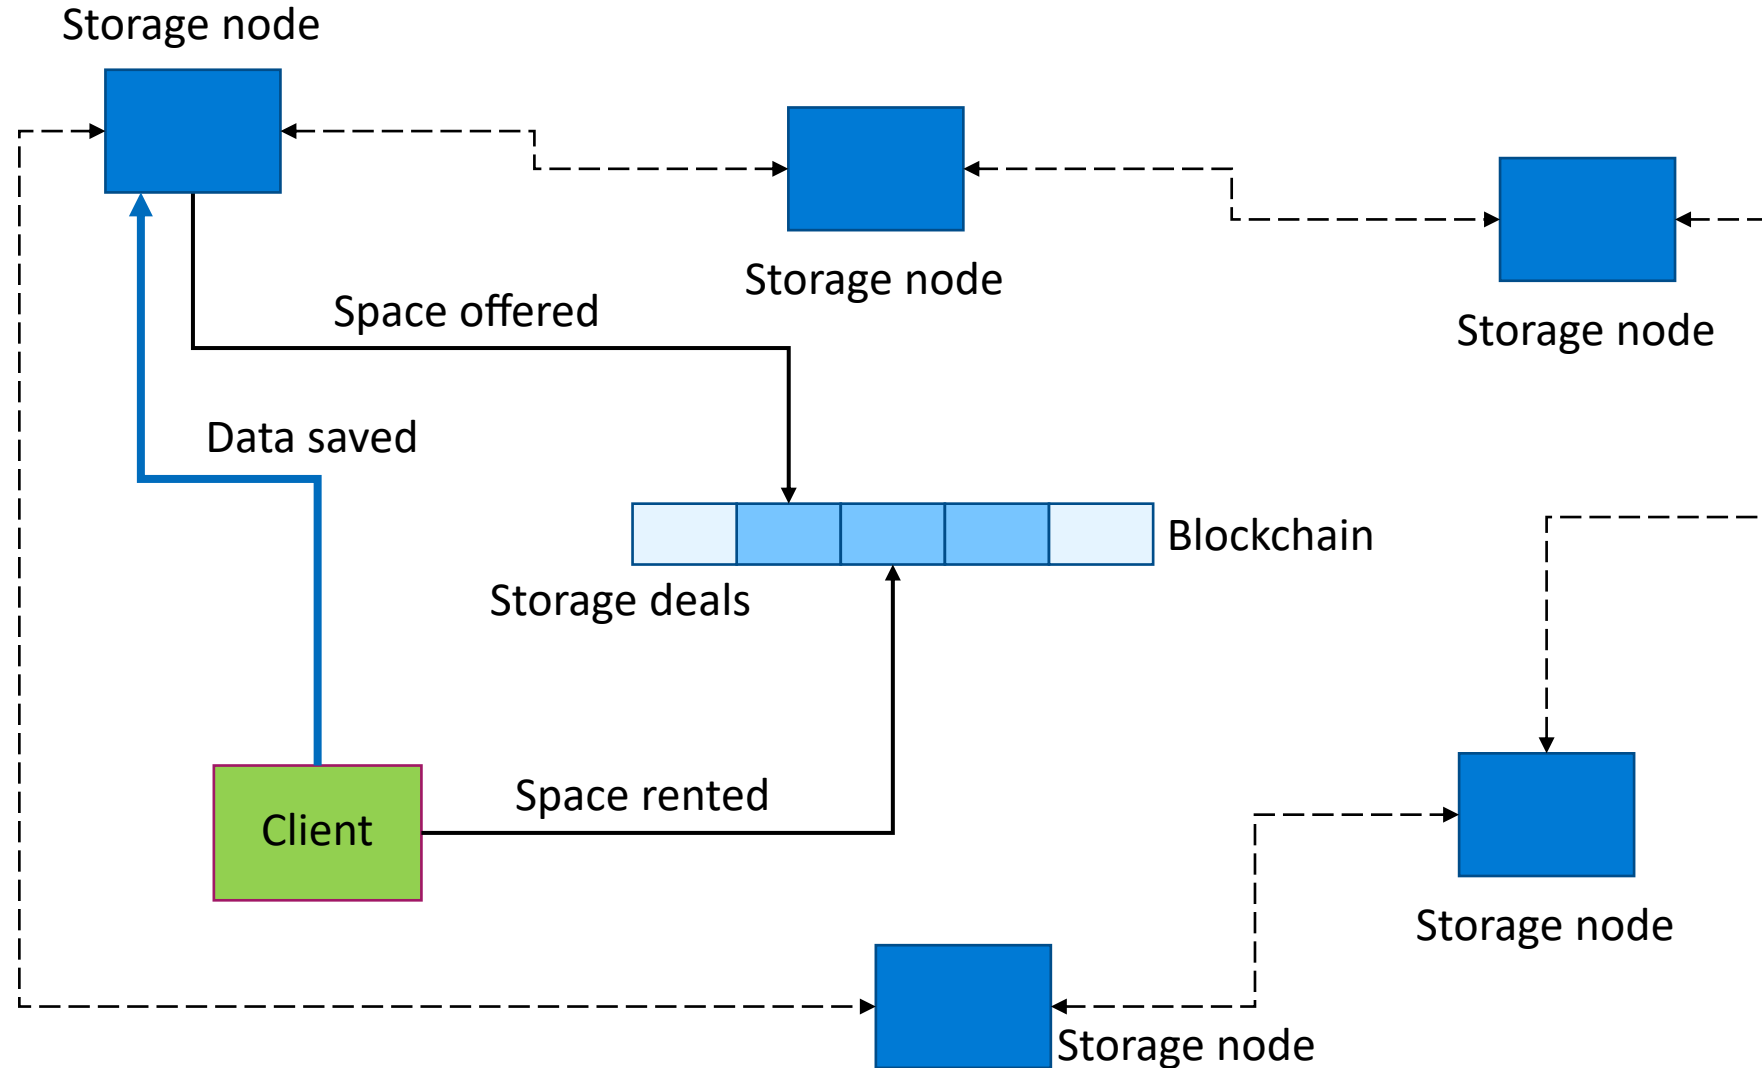 Storage node
Storage node
Space offered
Storage node
Data saved
Blockchain
Storage deals
Space rented
Client
Storage node
Storage node